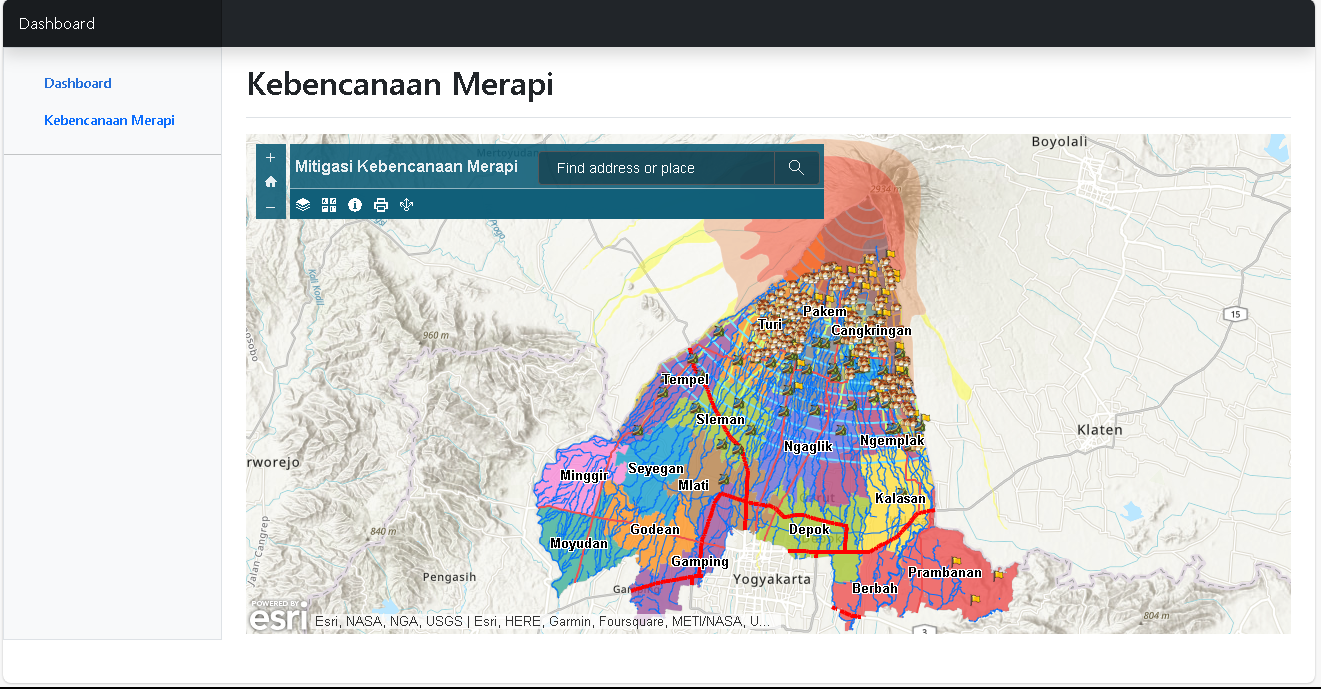 Dashboard
Dashboard
Kebencanaan Merapi
Kebencanaan Merapi
Mitigasi Kebencanaan Merapi
Find address or place
Boyolali
Mertoyudan
2934 m
Progo
Kali Kodil
960 m
15
Turi
Pakem
Cangkringan
Tempel
Sleman
Klaten
Ngaglik
Ngemplak
rworejo
Minggir
Seyegan
Mlati
Kalasan
840 m
Moyudan
Godean
Depok
Gamping
Yogyakarta
Pengasih
Prambanan
Berbah
804 m
3
POWERED BY
esri
Esri, NASA, NGA, USGS | Esri, HERE, Garmin, Foursquare, METI/NASA, U...